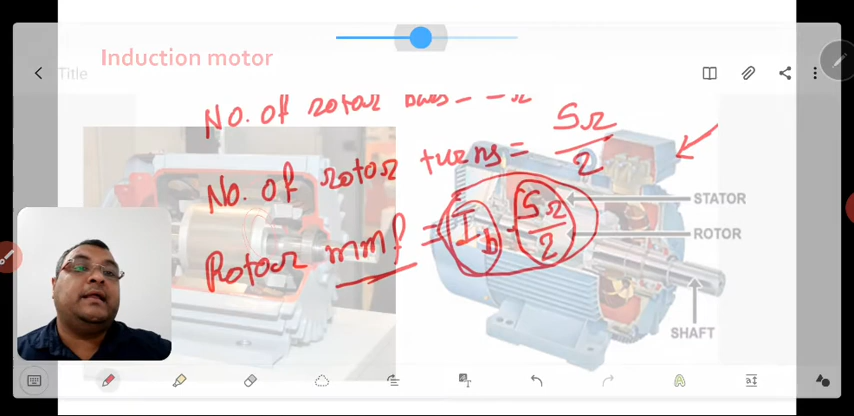 Induction motor
Title
No. of rotor bars = Sr
No. of rotor turns = Sr/2
Rotor mmf = Ib · Sr/2
STATOR
ROTOR
SHAFT